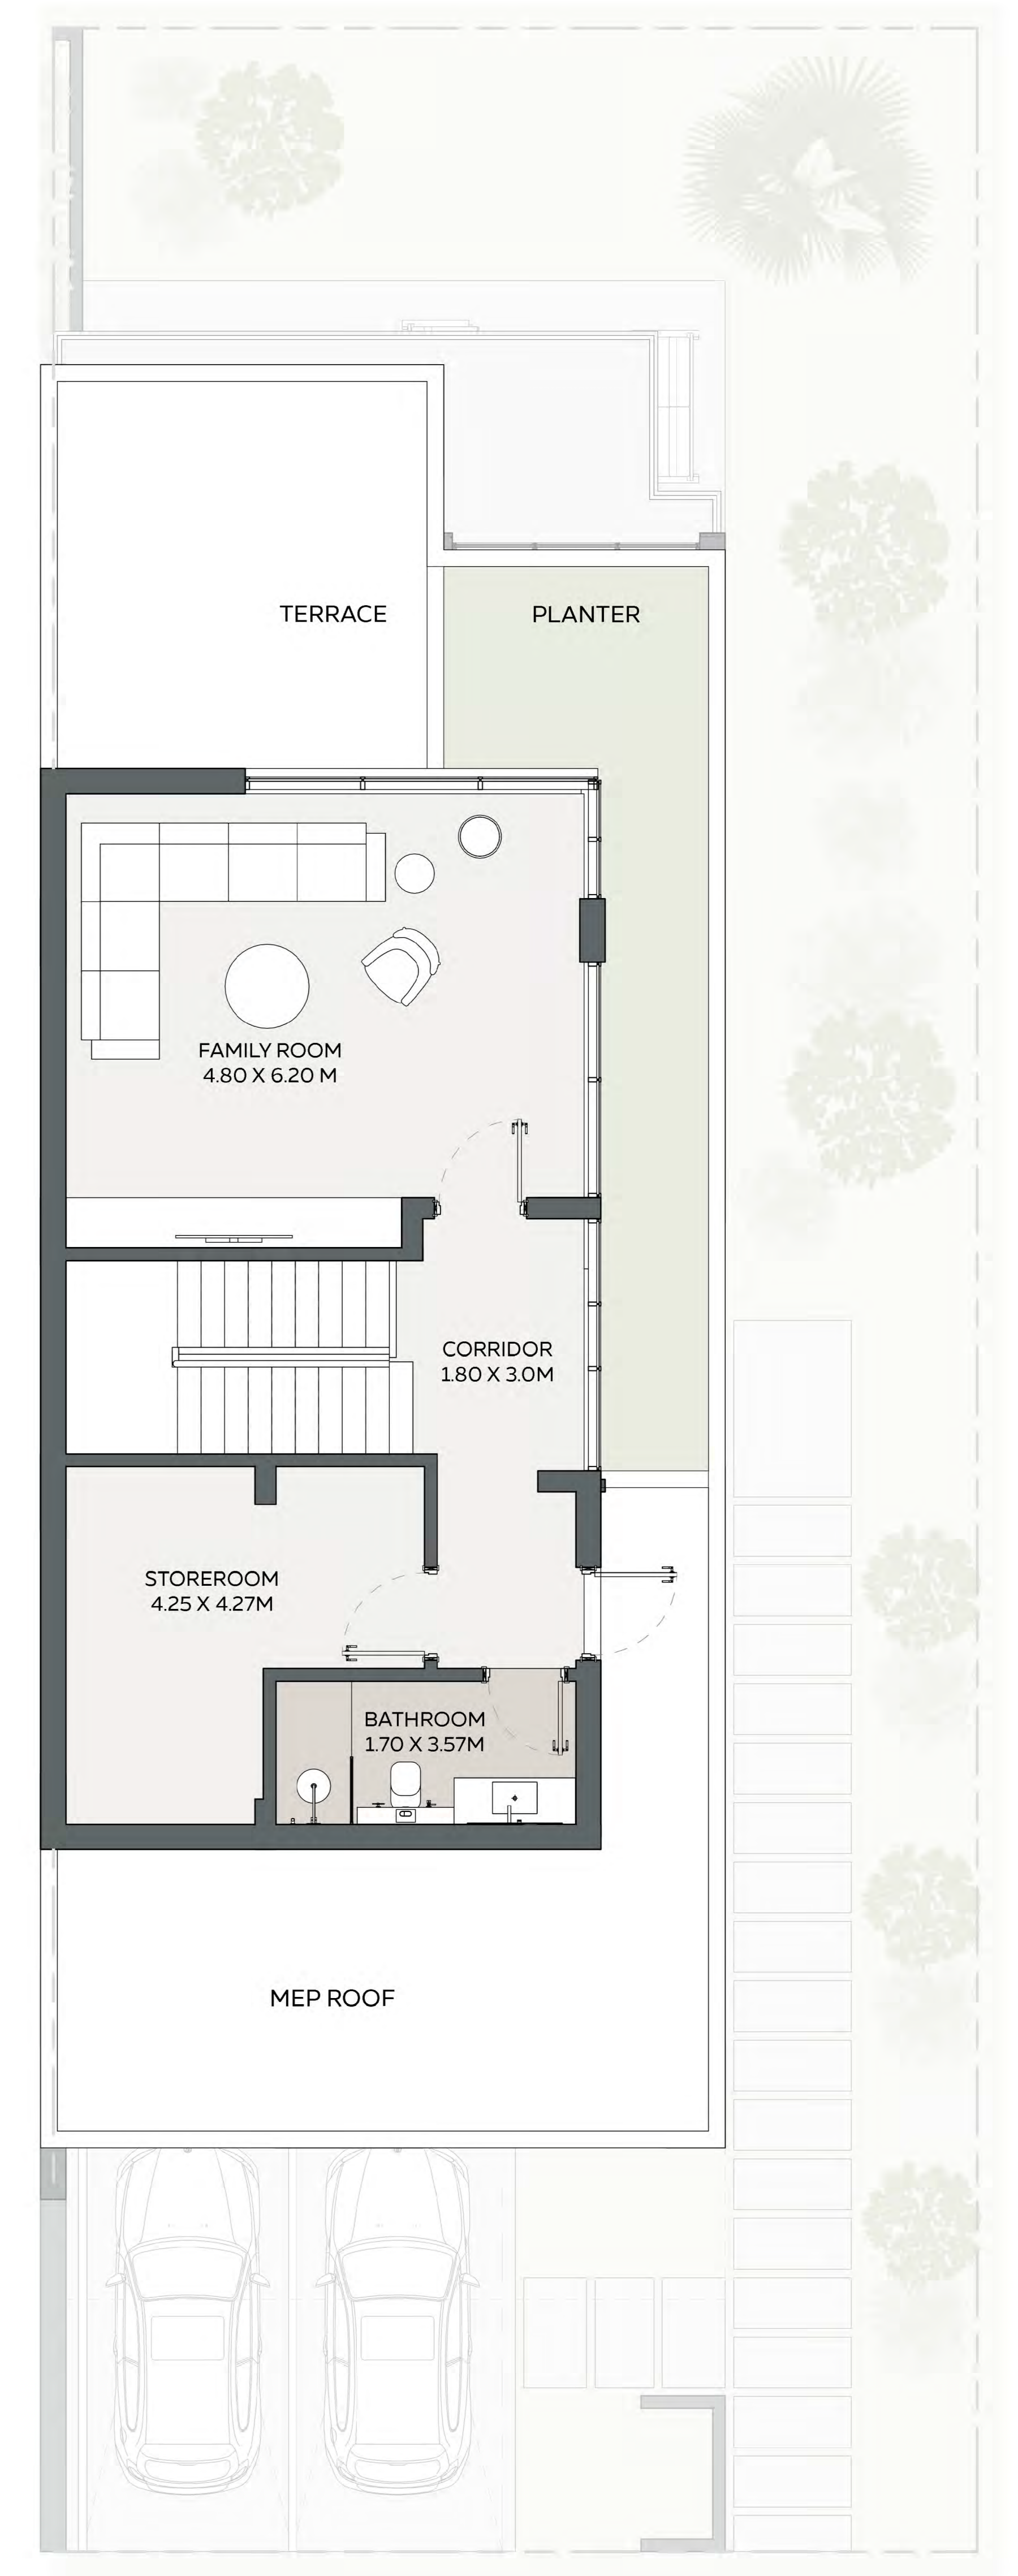 TERRACE
PLANTER
FAMILY ROOM
4.80 X 6.20 M
CORRIDOR
1.80 X 3.0M
STOREROOM
4.25 X 4.27M
BATHROOM
1.70 X 3.57M
MEP ROOF